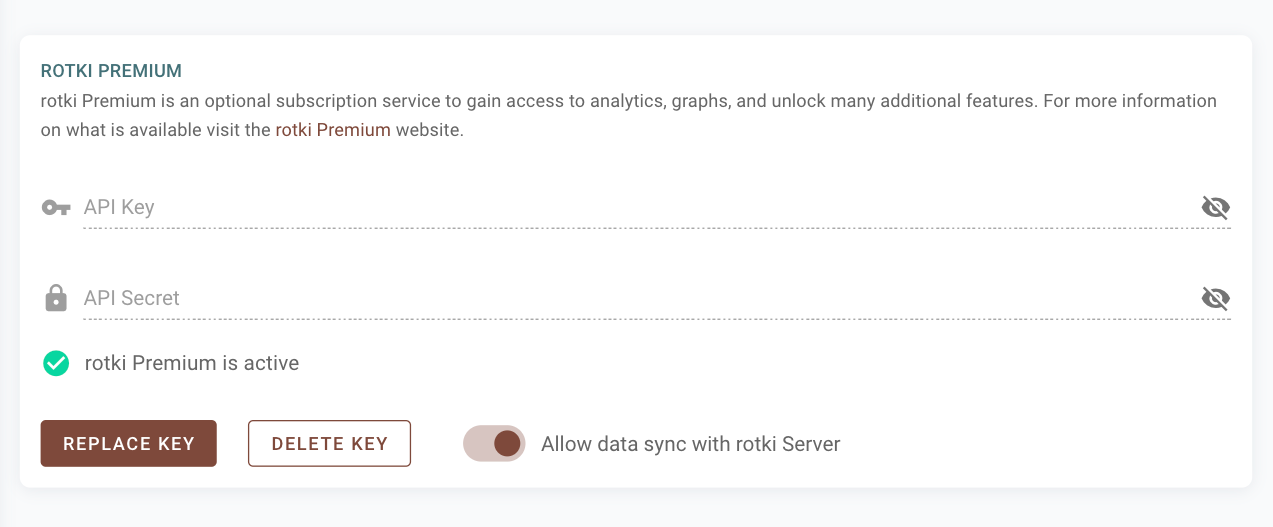 ROTKI PREMIUM
rotki Premium is an optional subscription service to gain access to analytics, graphs, and unlock many additional features. For more information
on what is available visit the rotki Premium website.
API Key
API Secret
rotki Premium is active
REPLACE KEY DELETE KEY Allow data sync with rotki Server